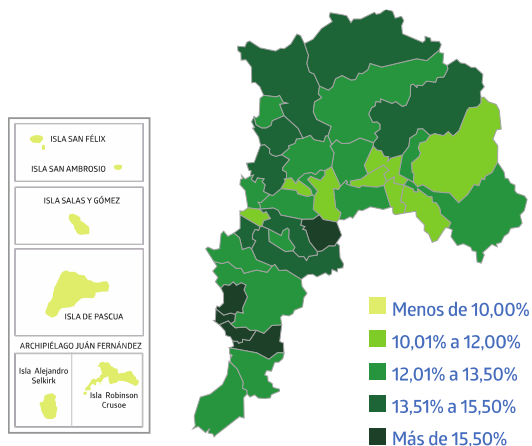 ISLA SAN FÉLIX
ISLA SAN AMBROSIO
ISLA SALAS Y GÓMEZ
ISLA DE PASCUA
ARCHIPIÉLAGO JUÁN FERNÁNDEZ
Isla Alejandro
Selkirk
Isla Robinson
Crusoe
Menos de 10,00%
10,01% a 12,00%
12,01% a 13,50%
13,51% a 15,50%
Más de 15,50%